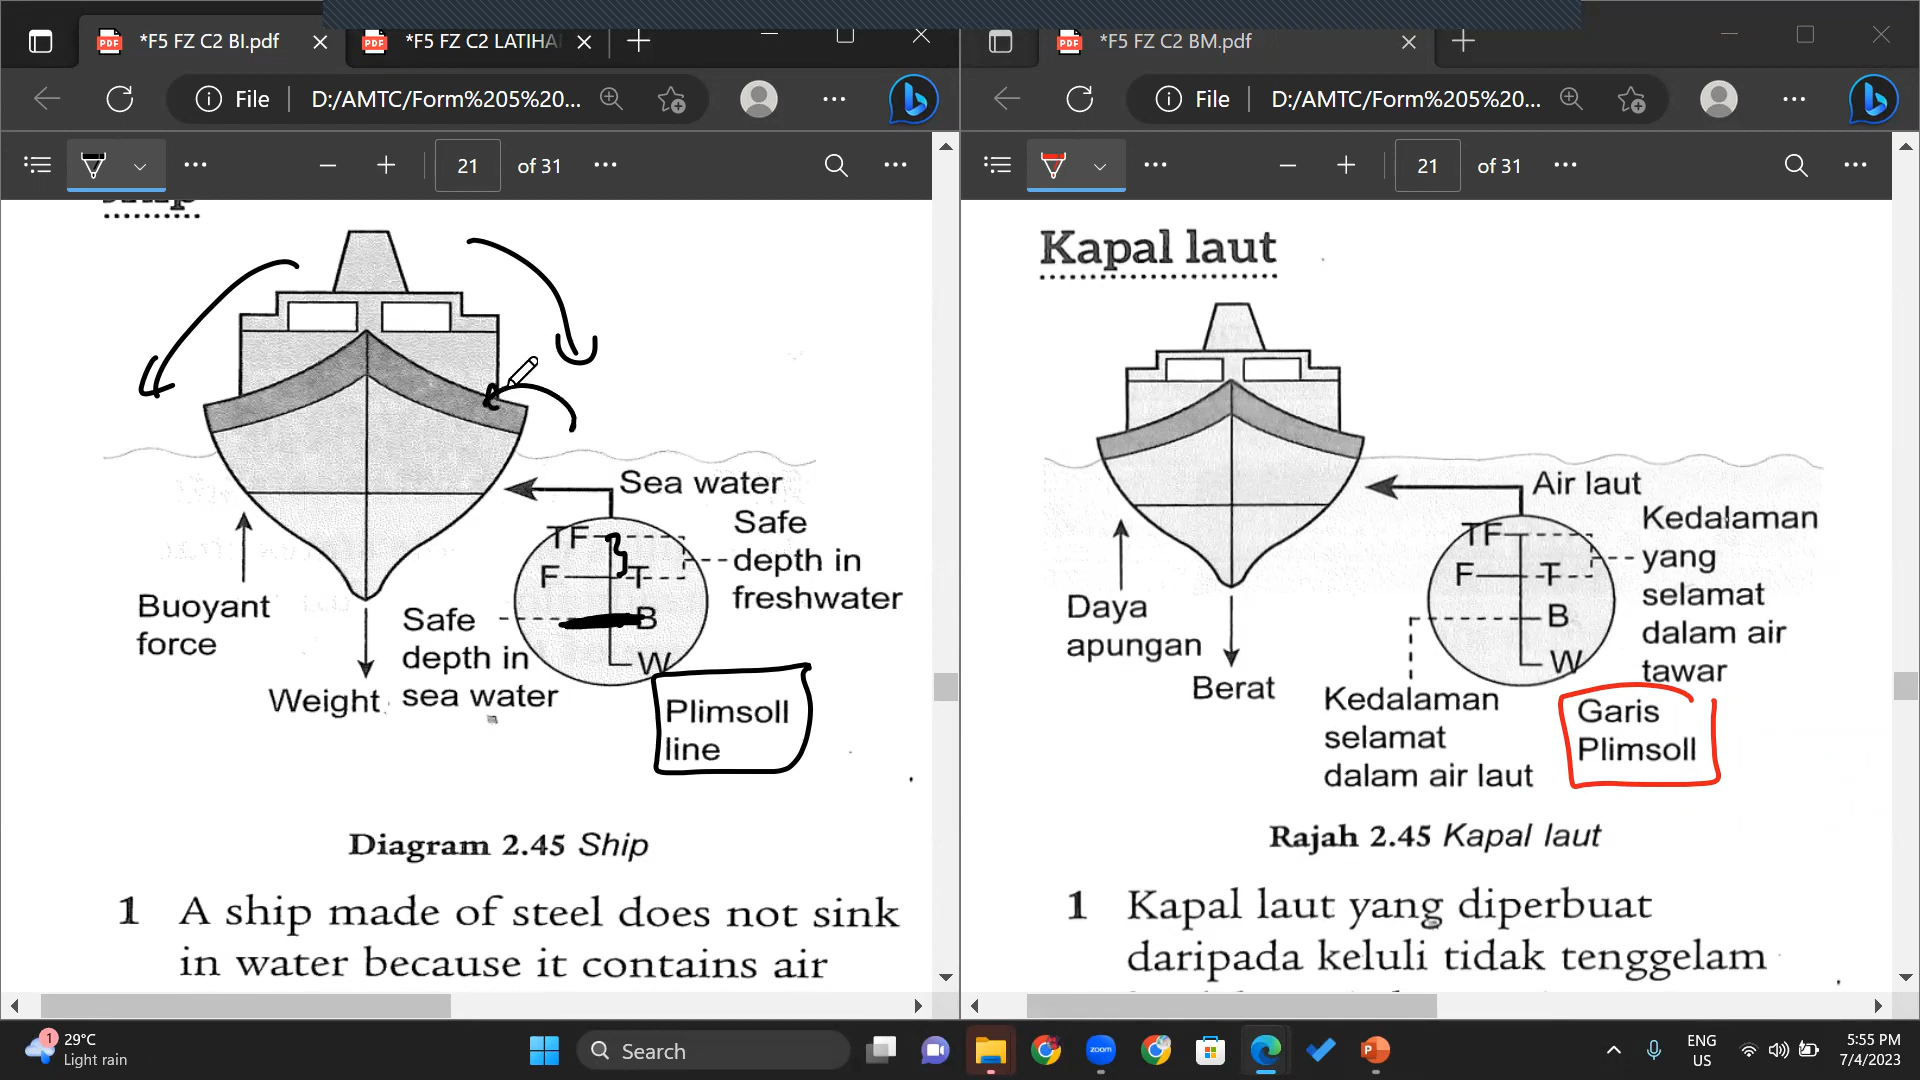 *F5 FZ C2 BI.pdf
*F5 FZ C2 LATIHA
*F5 FZ C2 BM.pdf
File
D:/AMTC/Form%205%20...
File
D:/AMTC/Form%205%20...
21 of 31
21 of 31
Ship
Sea water
TF
F
T
B
W
Safe
depth in
freshwater
Buoyant
force
Weight
Safe
depth in
sea water
Plimsoll
line
Diagram 2.45 Ship
1 A ship made of steel does not sink
in water because it contains air
Kapal laut
Air laut
TF
F
T
B
W
Kedalaman
yang
selamat
dalam air
tawar
Daya
apungan
Berat
Kedalaman
selamat
dalam air laut
Garis
Plimsoll
Rajah 2.45 Kapal laut
1 Kapal laut yang diperbuat
daripada keluli tidak tenggelam
1
29°C
Light rain
Search
zoom
ENG
US
5:55 PM
7/4/2023